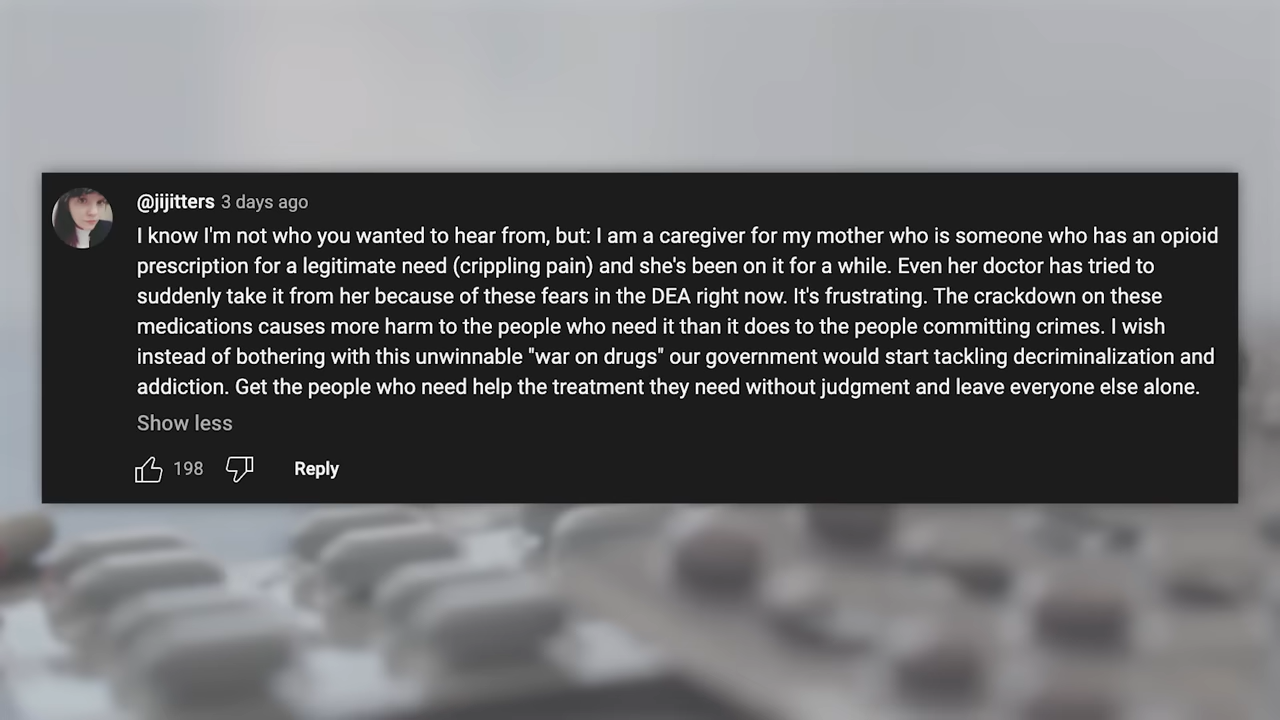 @jijitters 3 days ago
I know I'm not who you wanted to hear from, but: I am a caregiver for my mother who is someone who has an opioid
prescription for a legitimate need (crippling pain) and she's been on it for a while. Even her doctor has tried to
suddenly take it from her because of these fears in the DEA right now. It's frustrating. The crackdown on these
medications causes more harm to the people who need it than it does to the people committing crimes. I wish
instead of bothering with this unwinnable "war on drugs" our government would start tackling decriminalization and
addiction. Get the people who need help the treatment they need without judgment and leave everyone else alone.
Show less
198 Reply